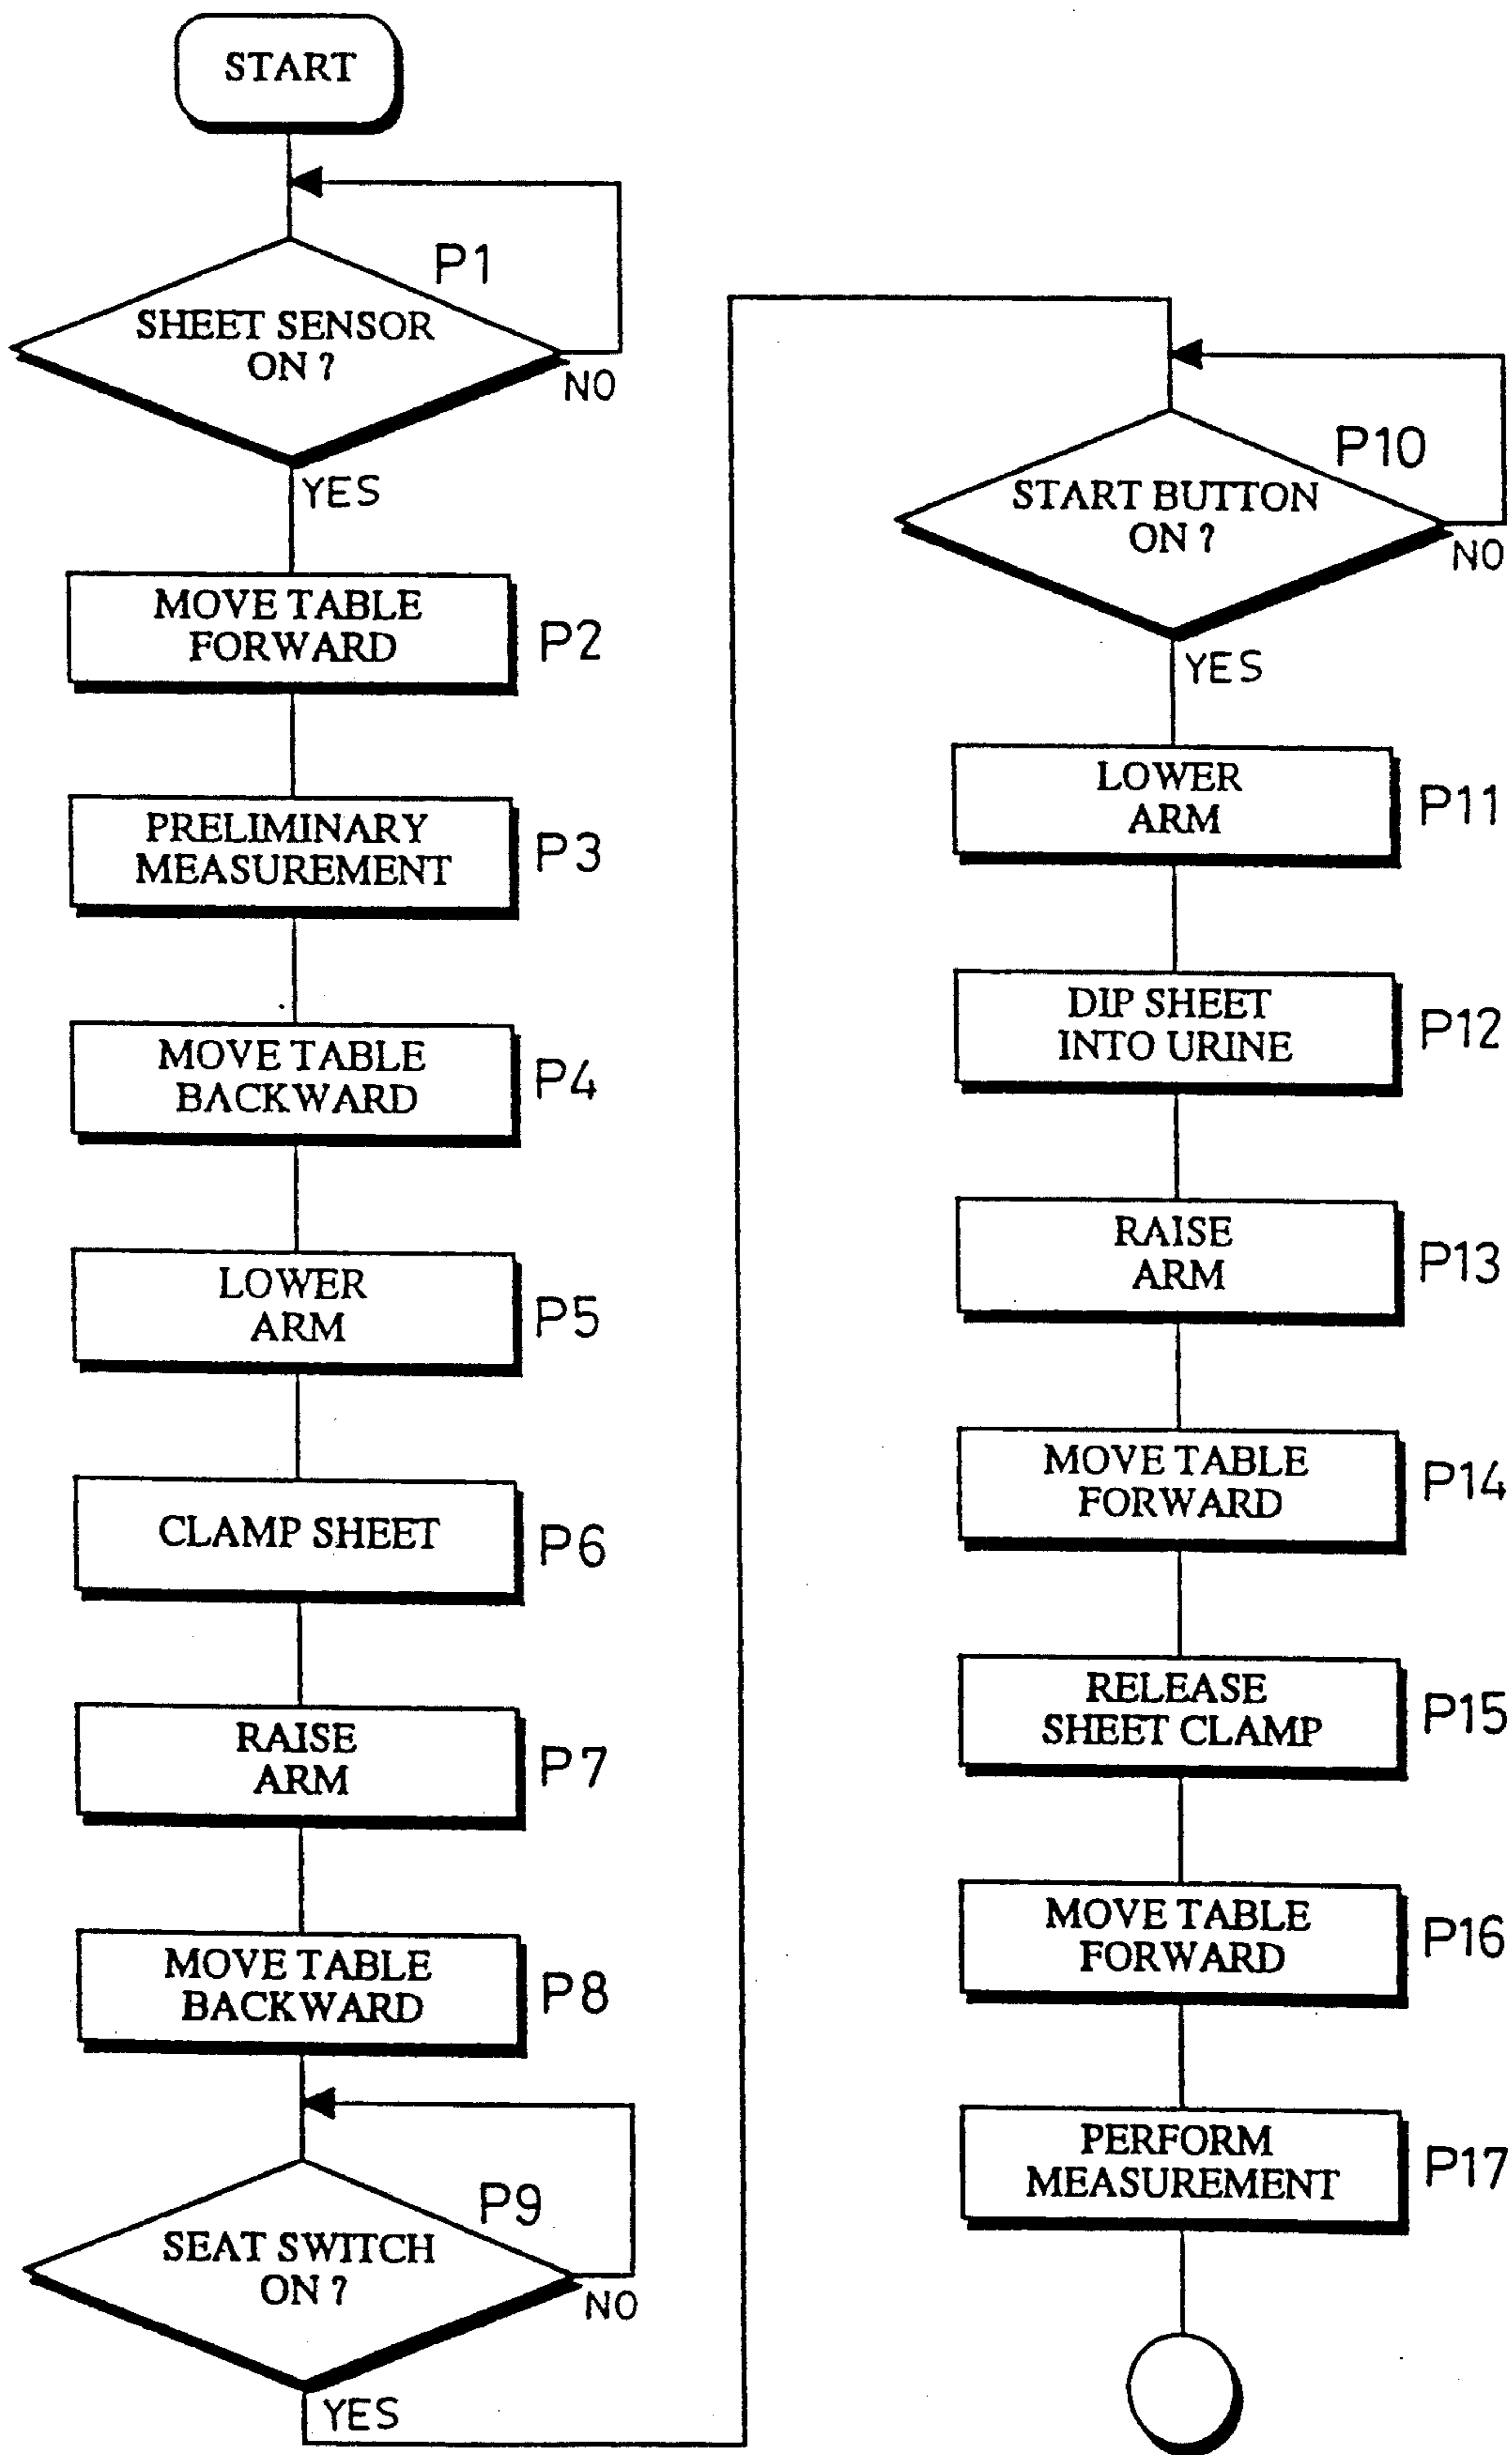 START
P1
SHEET SENSOR
ON ?
NO
YES
MOVE TABLE
FORWARD
P2
PRELIMINARY
MEASUREMENT
P3
MOVE TABLE
BACKWARD
P4
LOWER
ARM
P5
CLAMP SHEET
P6
RAISE
ARM
P7
MOVE TABLE
BACKWARD
P8
P9
SEAT SWITCH
ON ?
NO
YES
P10
START BUTTON
ON ?
NO
YES
LOWER
ARM
P11
DIP SHEET
INTO URINE
P12
RAISE
ARM
P13
MOVE TABLE
FORWARD
P14
RELEASE
SHEET CLAMP
P15
MOVE TABLE
FORWARD
P16
PERFORM
MEASUREMENT
P17